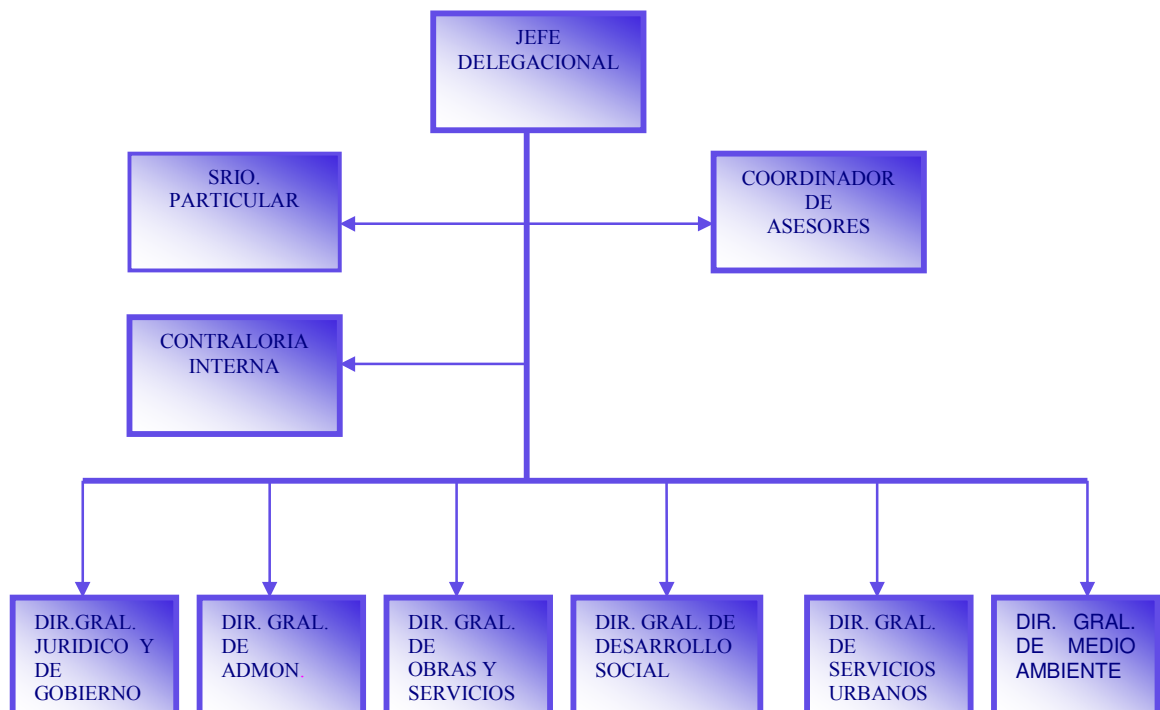 JEFE
DELEGACIONAL
SRIO.
PARTICULAR
COORDINADOR
DE
ASESORES
CONTRALORIA
INTERNA
DIR.GRAL.
JURIDICO Y
DE
GOBIERNO
DIR. GRAL.
DE
ADMON.
DIR. GRAL.
DE
OBRAS Y
SERVICIOS
DIR. GRAL. DE
DESARROLLO
SOCIAL
DIR. GRAL.
DE
SERVICIOS
URBANOS
DIR. GRAL.
DE MEDIO
AMBIENTE